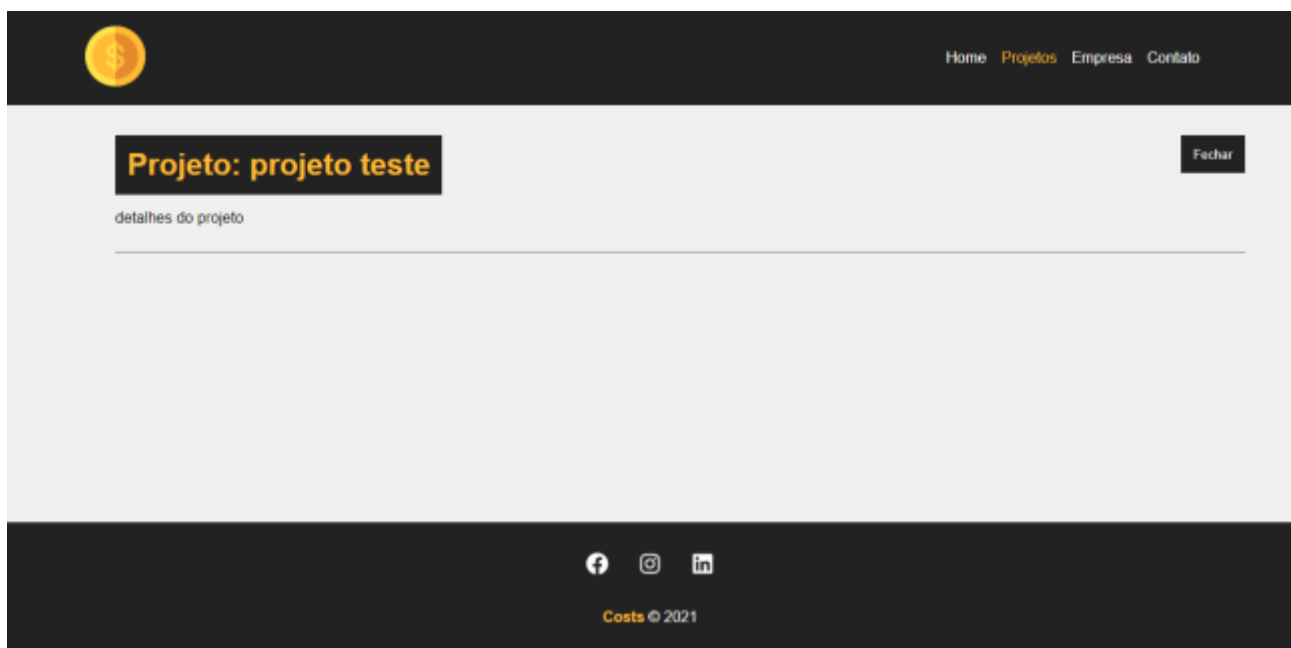 Home Projetos Empresa Contato
Projeto: projeto teste
Fechar
detalhes do projeto
Costs © 2021